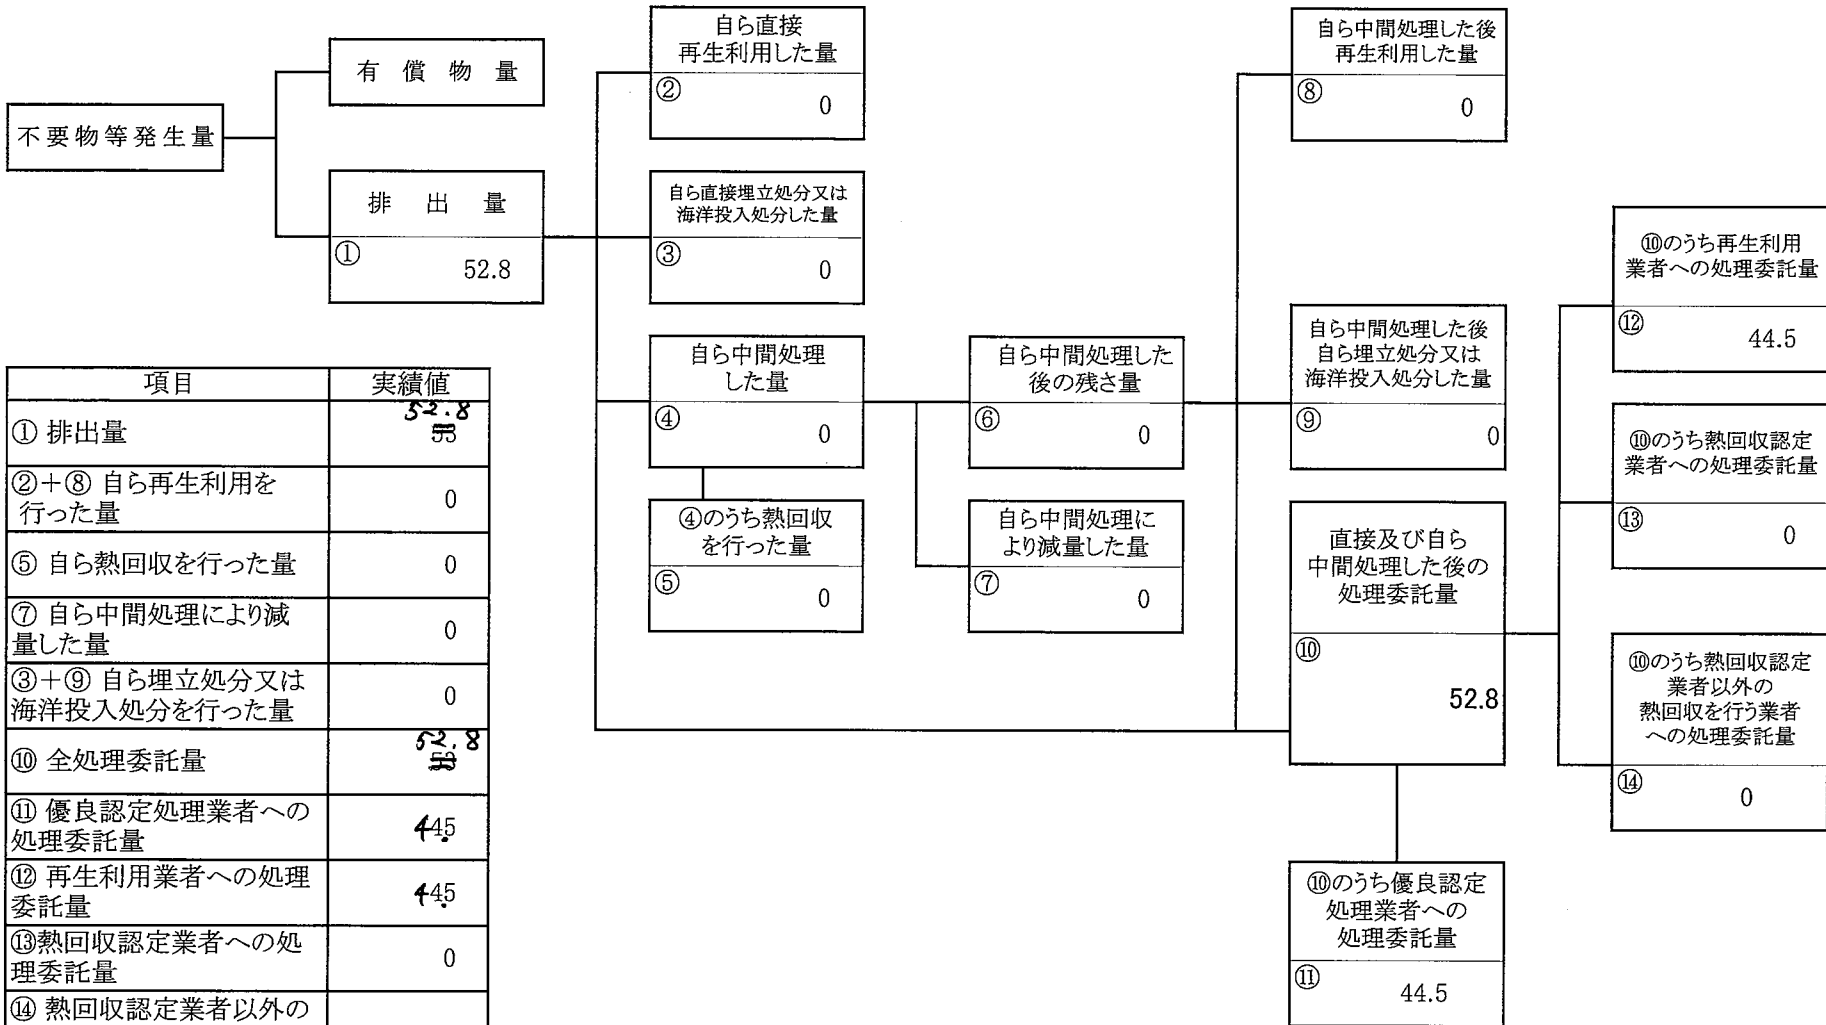 不要物等発生量
有償物量
排出量
①
52.8
自ら直接
再生利用した量
②
0
自ら直接埋立処分又は
海洋投入処分した量
③
0
自ら中間処理
した量
④
0
④のうち熱回収
を行った量
⑤
0
自ら中間処理した
後の残さ量
⑥
0
自ら中間処理に
より減量した量
⑦
0
自ら中間処理した後
再生利用した量
⑧
0
自ら中間処理した後
自ら埋立処分又は
海洋投入処分した量
⑨
0
直接及び自ら
中間処理した後の
処理委託量
⑩
52.8
⑩のうち優良認定
処理業者への
処理委託量
⑪
44.5
⑩のうち再生利用
業者への処理委託量
⑫
44.5
⑩のうち熱回収認定
業者への処理委託量
⑬
0
⑩のうち熱回収認定
業者以外の
熱回収を行う業者
への処理委託量
⑭
0
項目 実績値
① 排出量
52.8
53
②+⑧ 自ら再生利用を
行った量
0
⑤ 自ら熱回収を行った量 0
⑦ 自ら中間処理により減
量した量
0
③+⑨ 自ら埋立処分又は
海洋投入処分を行った量
0
⑩ 全処理委託量
52.8
⑪ 優良認定処理業者への
処理委託量
44.5
⑫ 再生利用業者への処理
委託量
44.5
⑬熱回収認定業者への処
理委託量
0
⑭ 熱回収認定業者以外の